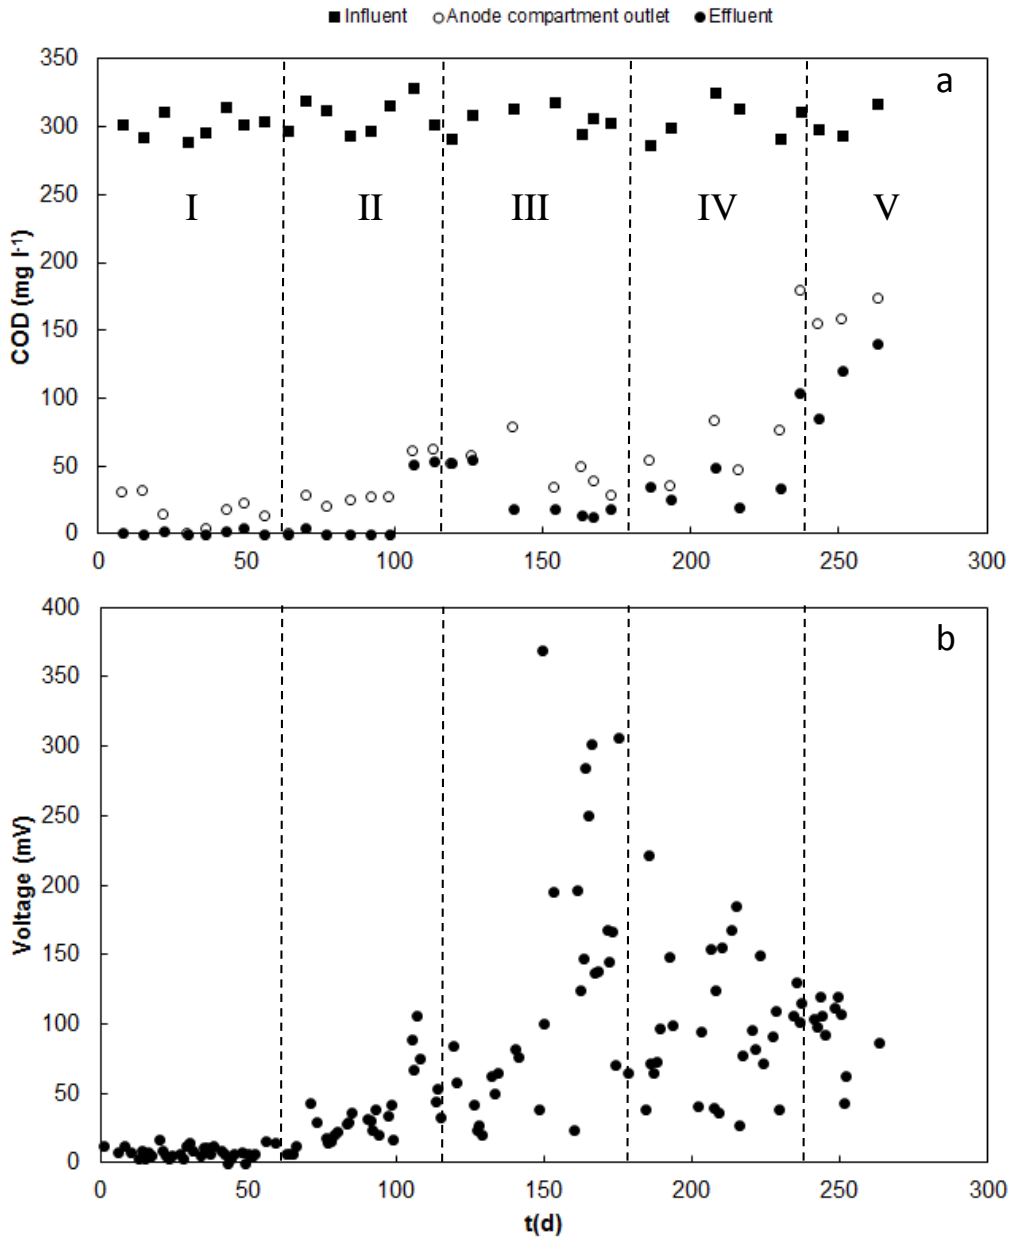 Influent Anode compartment outlet Effluent
a
350
300
250
200
150
100
50
0
COD (mg l-1)
I II III IV V
0 50 100 150 200 250 300
b
400
350
300
250
200
150
100
50
0
Voltage (mV)
0 50 100 150 200 250 300
t(d)